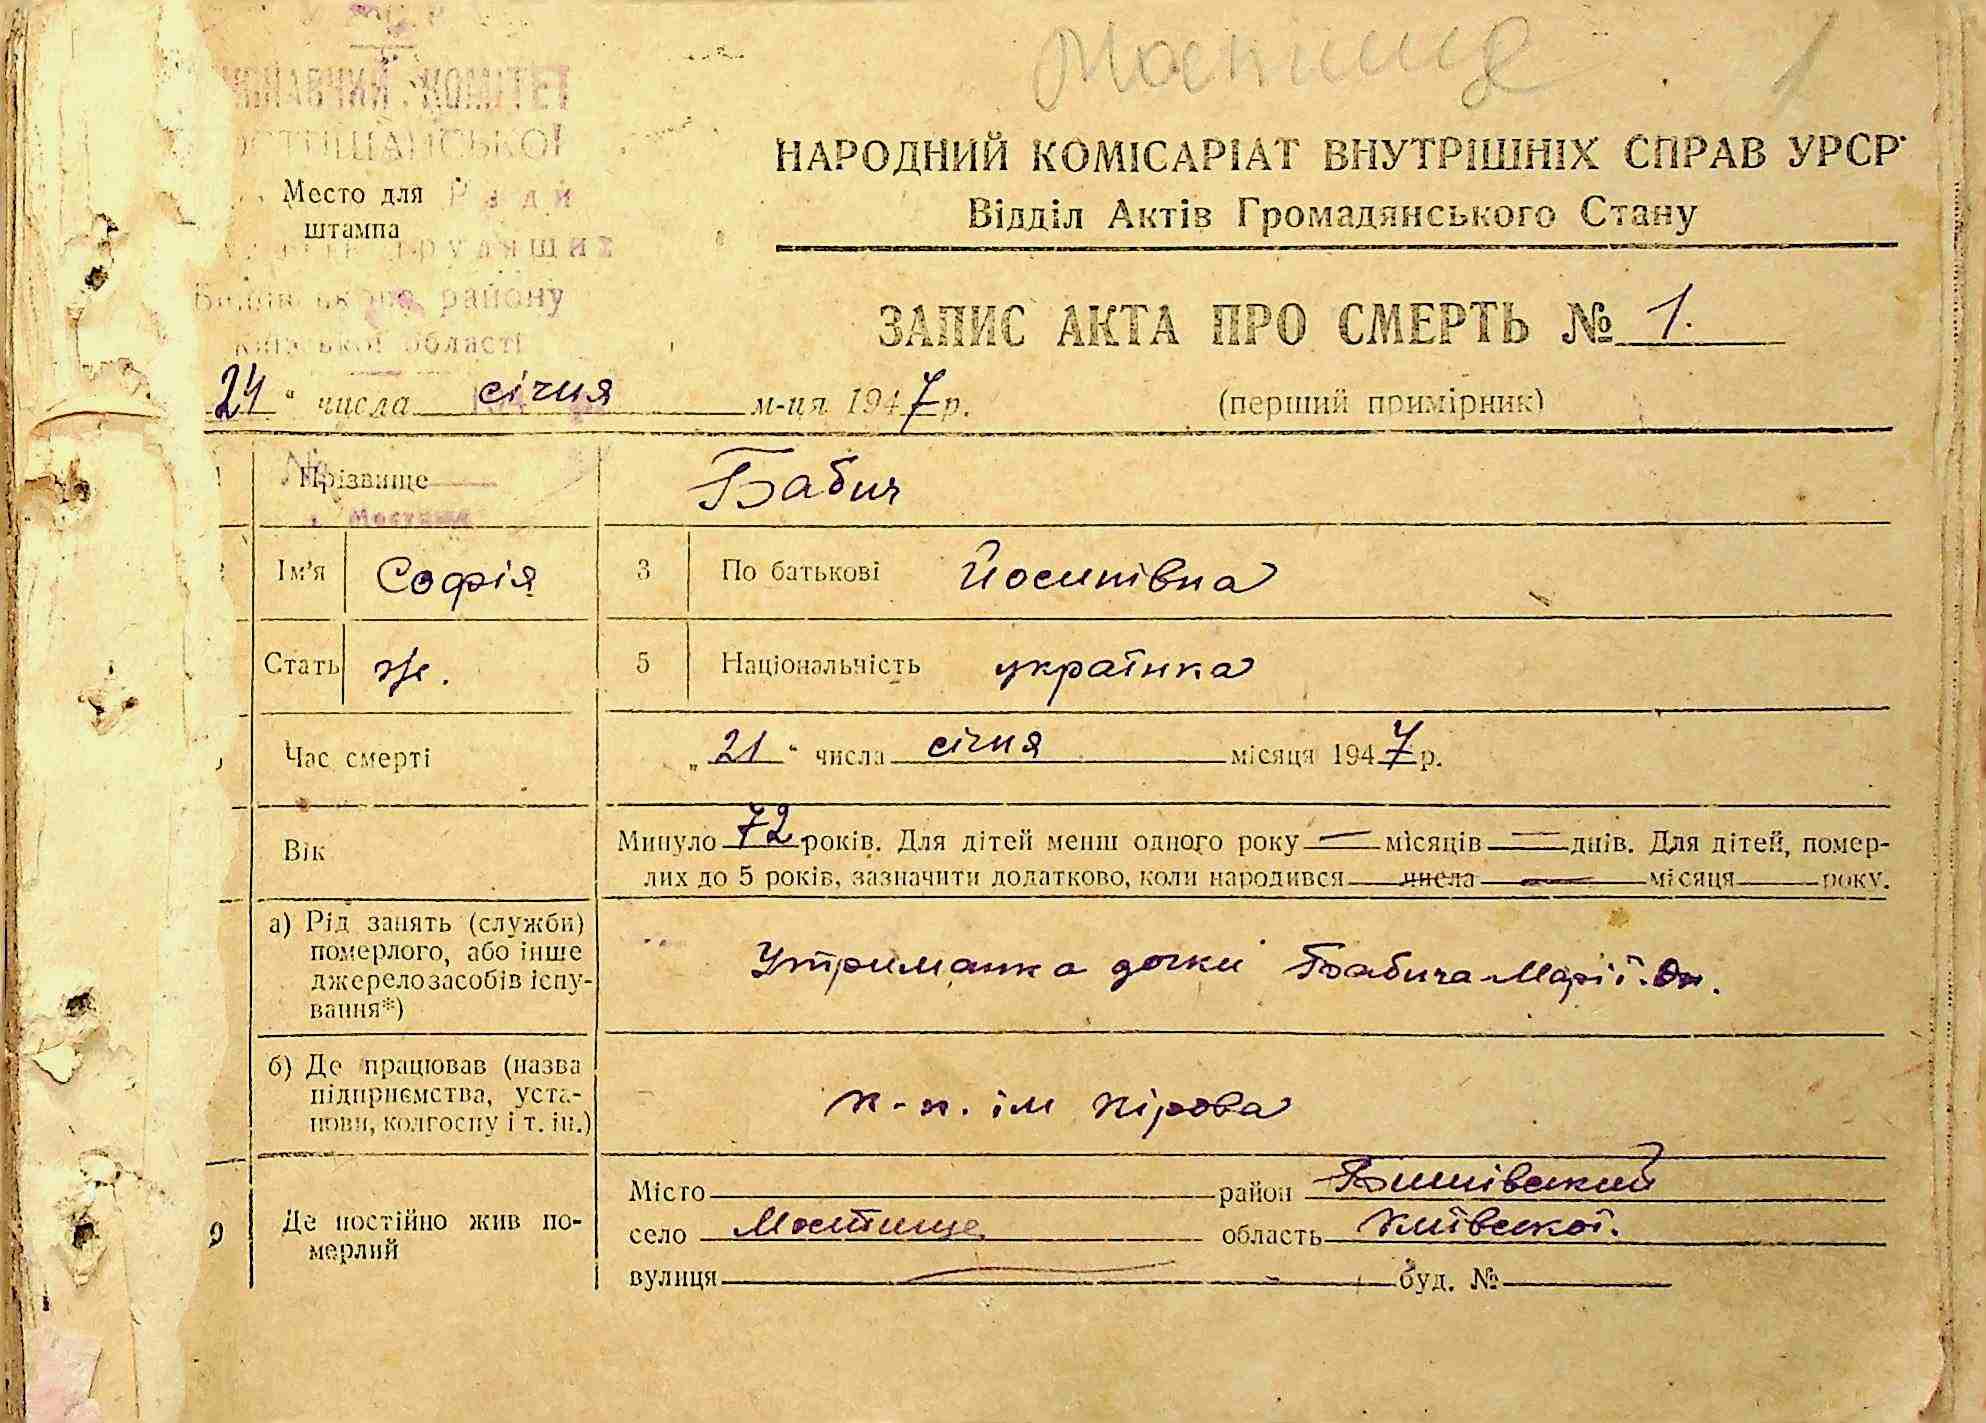 Мостище 1
КОМІТЕТ
НАРОДНИЙ КОМІСАРІАТ ВНУТРІШНІХ СПРАВ УРСР
Место для Ради
штампа
Відділ Актів Громадянського Стану
району
області
ЗАПИС АКТА ПРО СМЕРТЬ № 1.
24 " числа січня м-ця 1947 р. (перший примірник)
Прізвище Бабич
Ім'я Софія 3 По батькові Йосипівна
Стать Ж. 5 Національність українка
Час смерті „ 21 " числа січня місяця 1947 р.
Вік Минуло 72 років. Для дітей менш одного року — місяців — днів. Для дітей, помер-
лих до 5 років, зазначити додатково, коли народився — числа — місяця — року.
а) Рід занять (служби)
померлого, або інше
джерело засобів існу-
вання*)
Утриманка дочки Бабича Марії
б) Де працював (назва
підприємства, уста-
нови, колгоспу і т. ін.)
к-п. ім Кірова
9 Де постійно жив по-
мерлий
Місто район Бишівський
село Мостище область Київської.
вулиця — буд. №